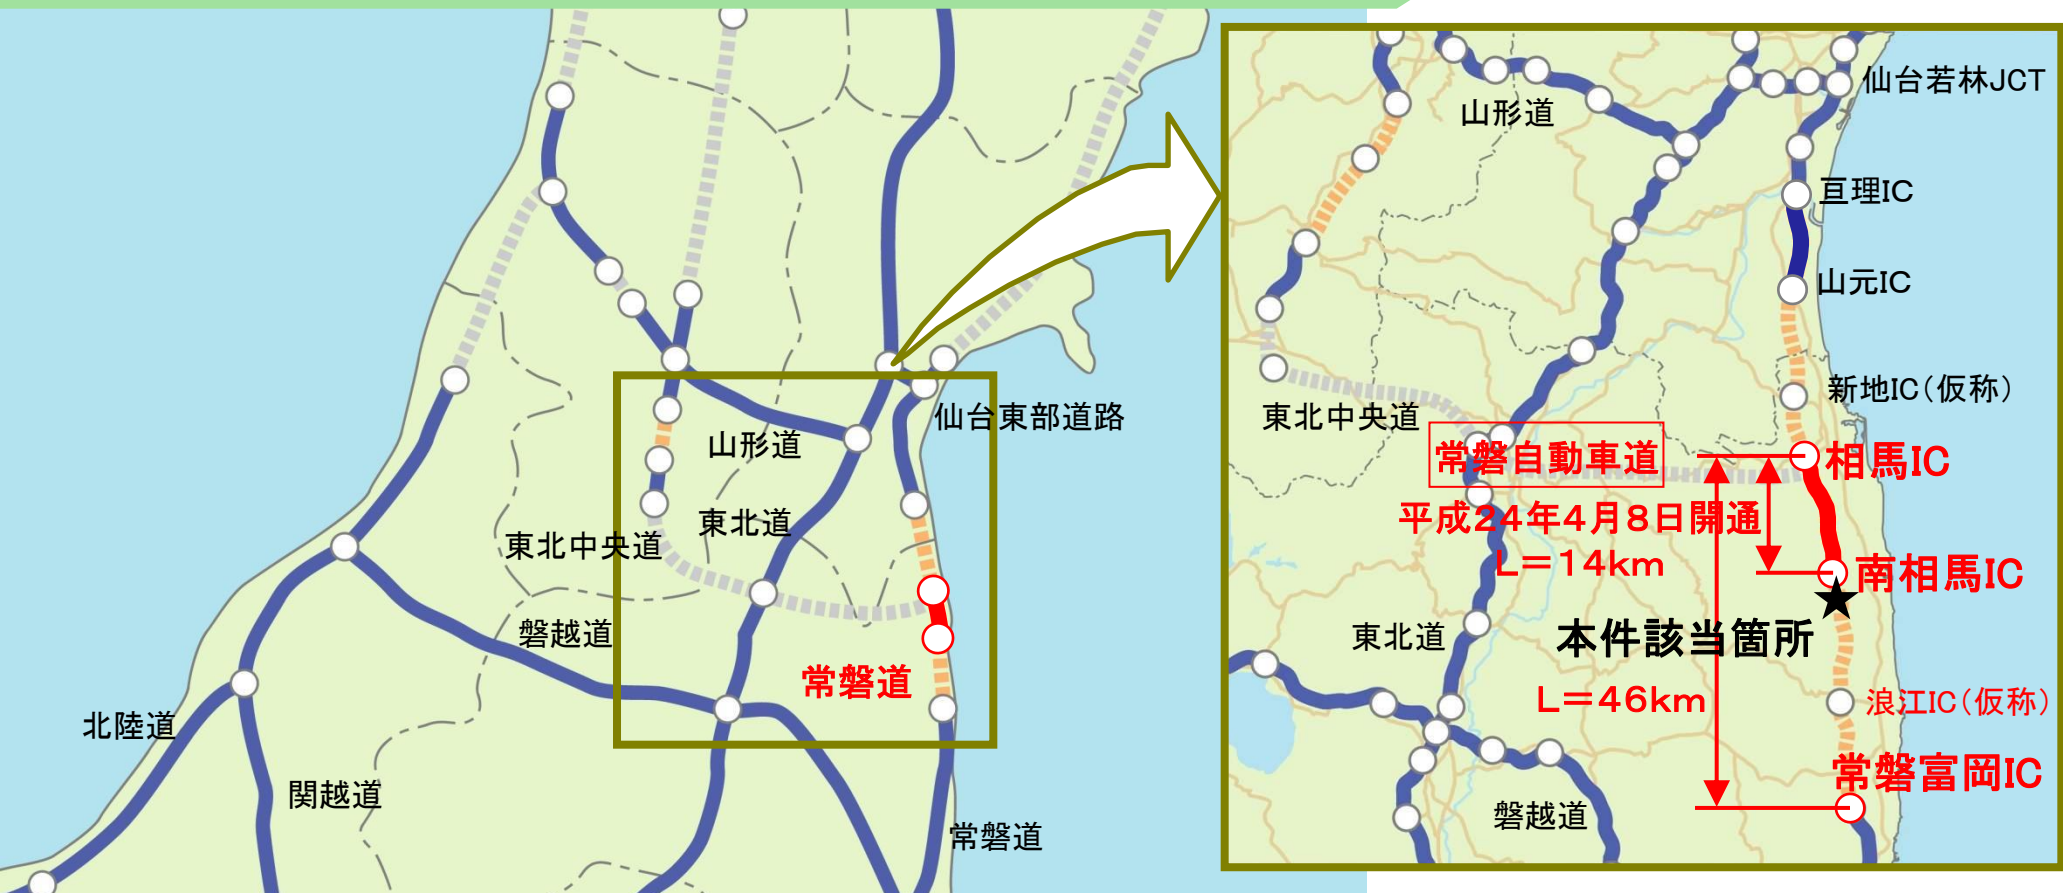 仙台東部道路
山形道
東北道
東北中央道
磐越道
常磐道
北陸道
関越道
常磐道
仙台若林JCT
山形道
亘理IC
山元IC
新地IC(仮称)
東北中央道
常磐自動車道
相馬IC
平成24年4月8日開通
L=14km
南相馬IC
東北道
本件該当箇所
L=46km
浪江IC(仮称)
常磐富岡IC
磐越道